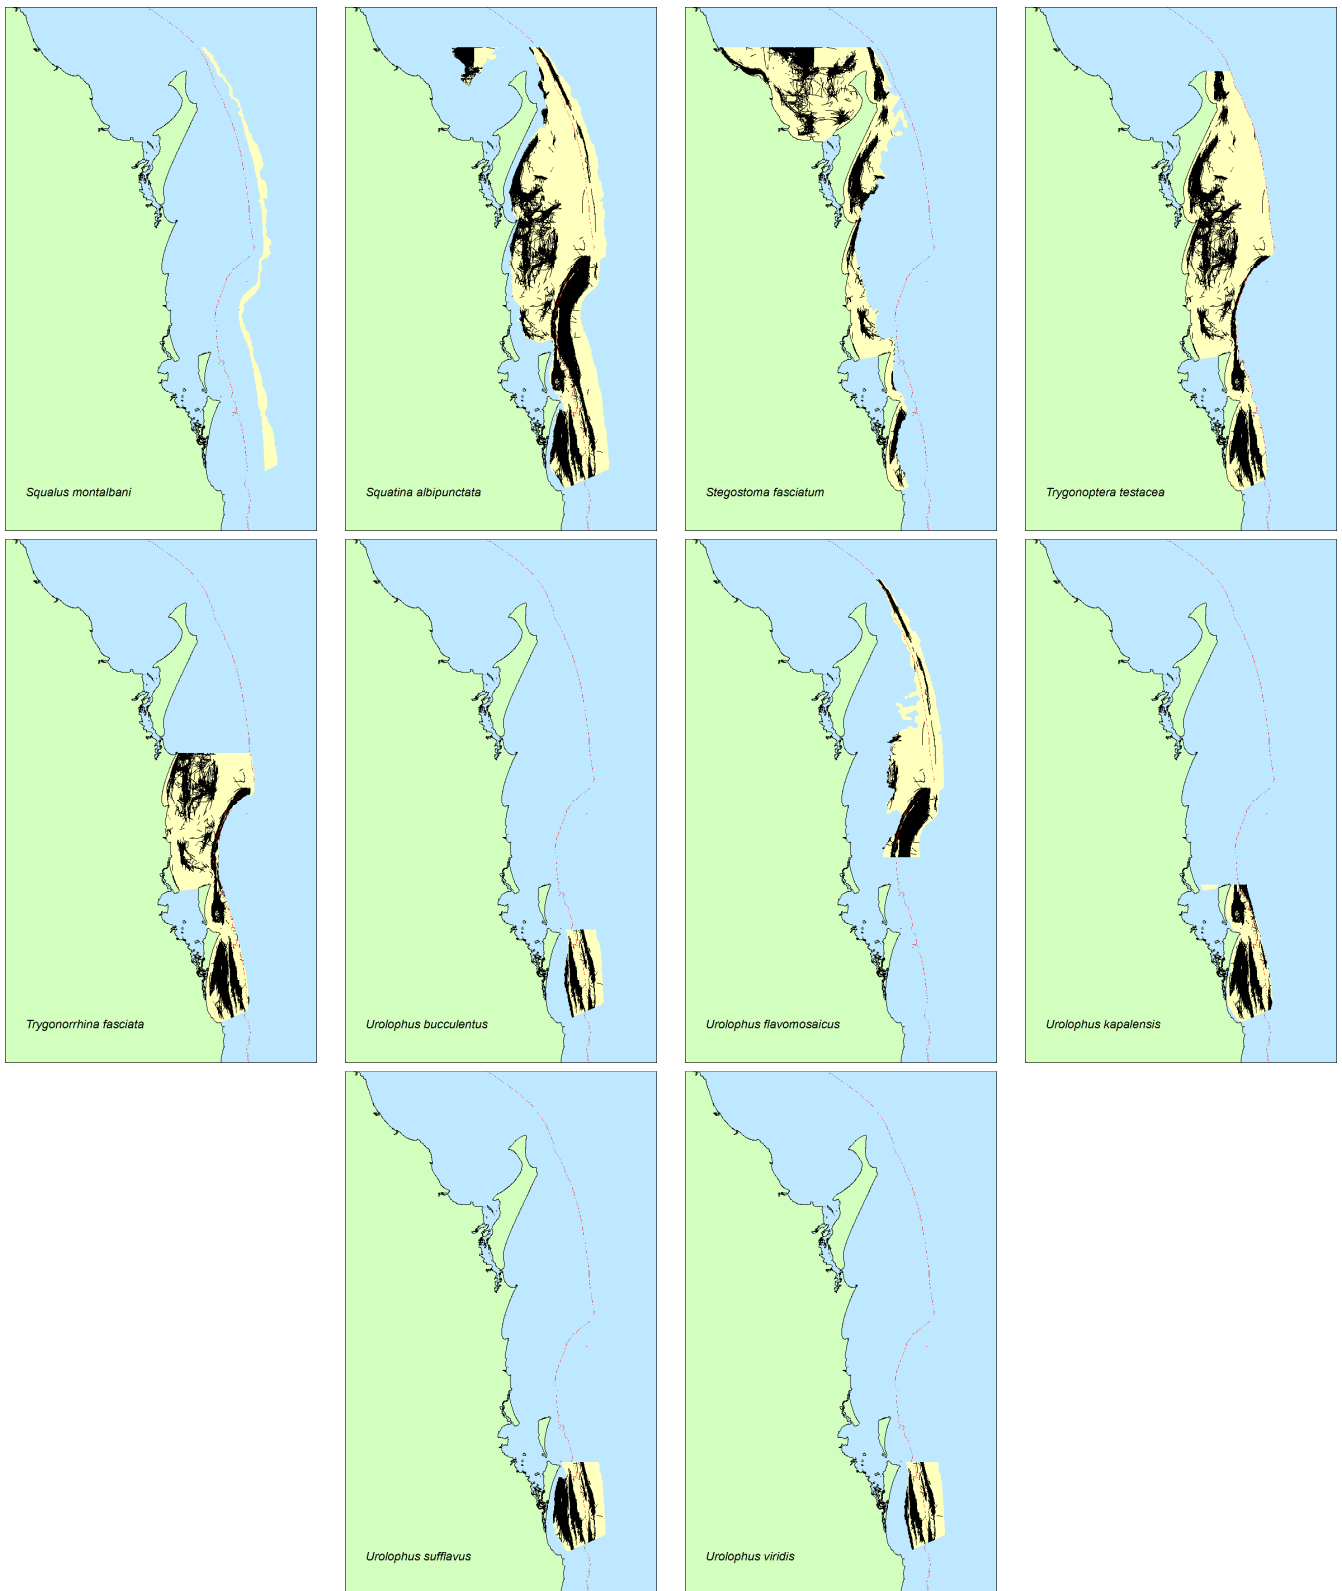 Squalus montalbani
Squatina albipunctata
Stegostoma fasciatum
Trygonoptera testacea
Trygonorrhina fasciata
Urolophus bucculentus
Urolophus flavomosaicus
Urolophus kapalensis
Urolophus sufflavus
Urolophus viridis